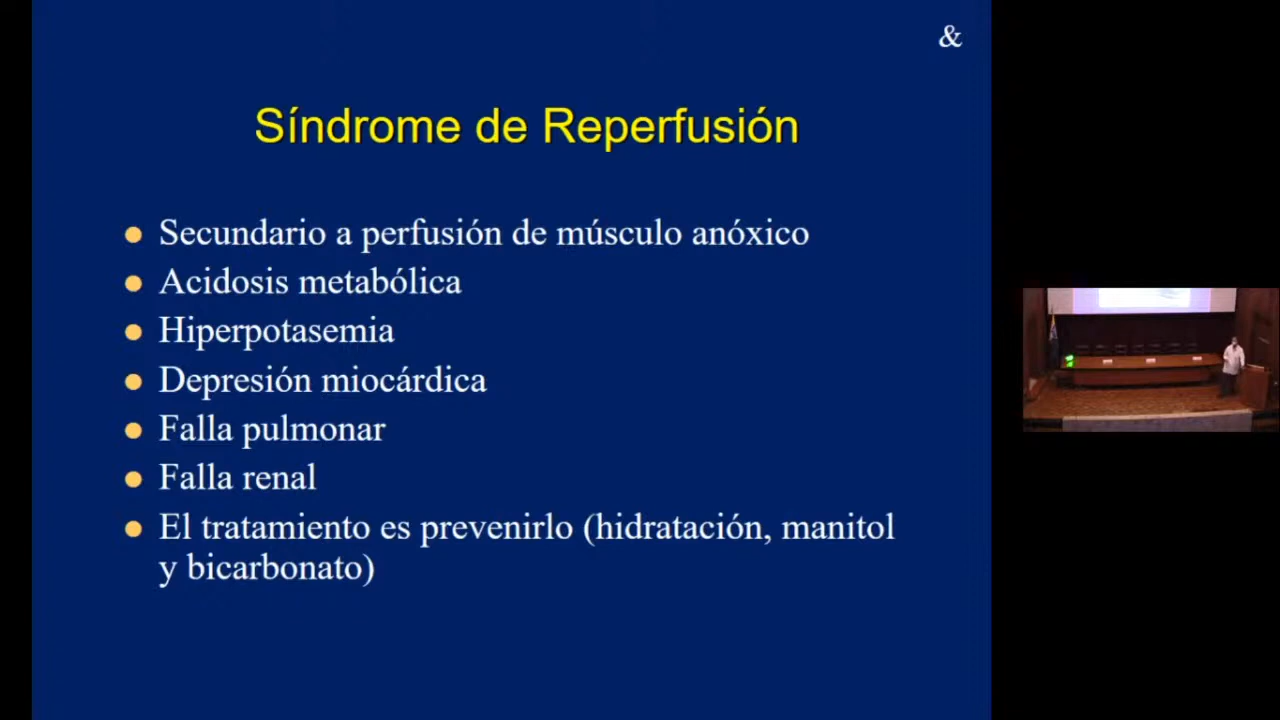 &
Síndrome de Reperfusión
Secundario a perfusión de músculo anóxico
Acidosis metabólica
Hiperpotasemia
Depresión miocárdica
Falla pulmonar
Falla renal
El tratamiento es prevenirlo (hidratación, manitol
y bicarbonato)